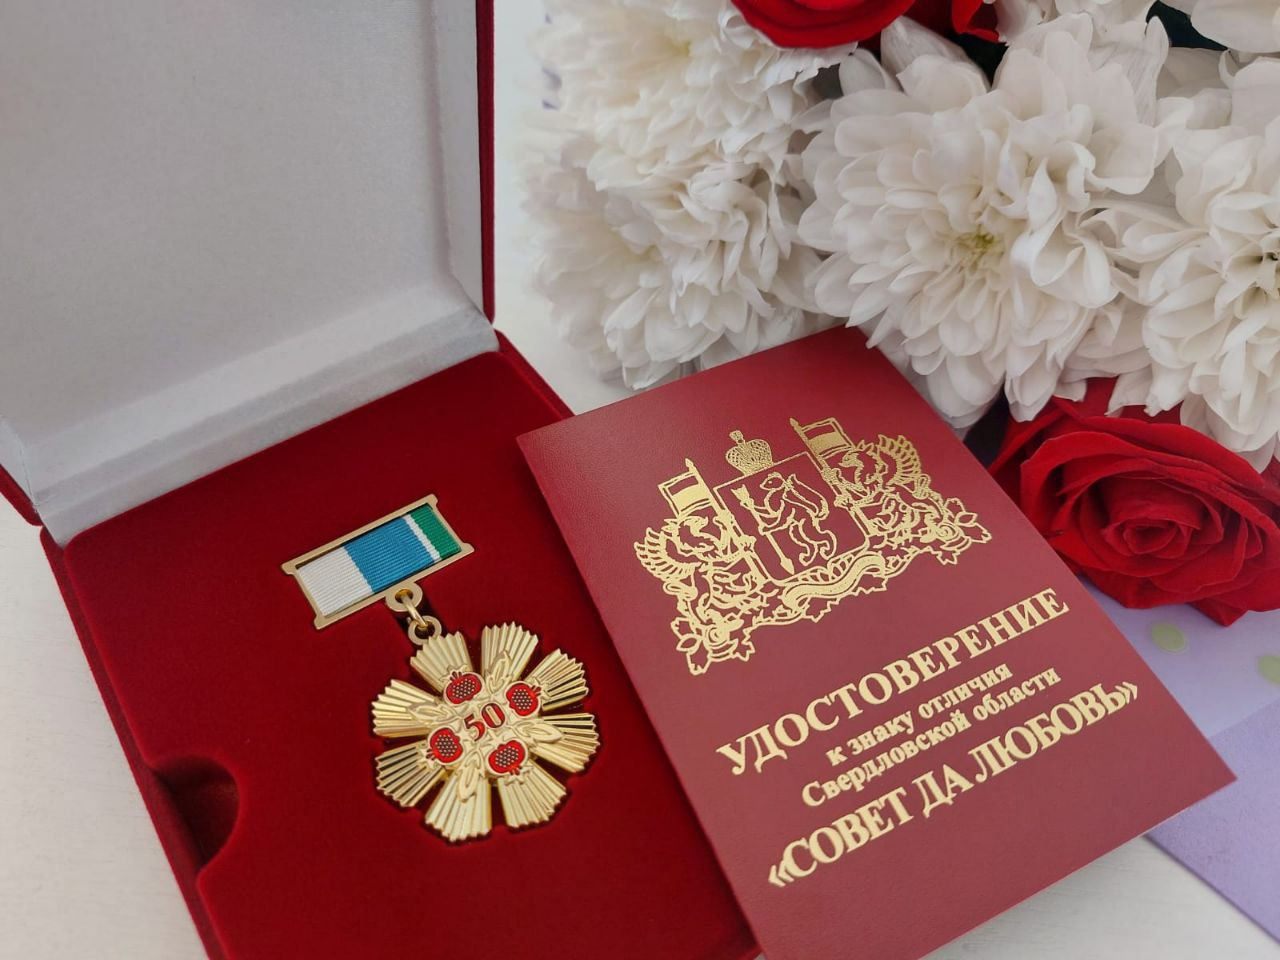 50
УДОСТОВЕРЕНИЕ
к знаку отличия
Свердловской области
«СОВЕТ ДА ЛЮБОВЬ»